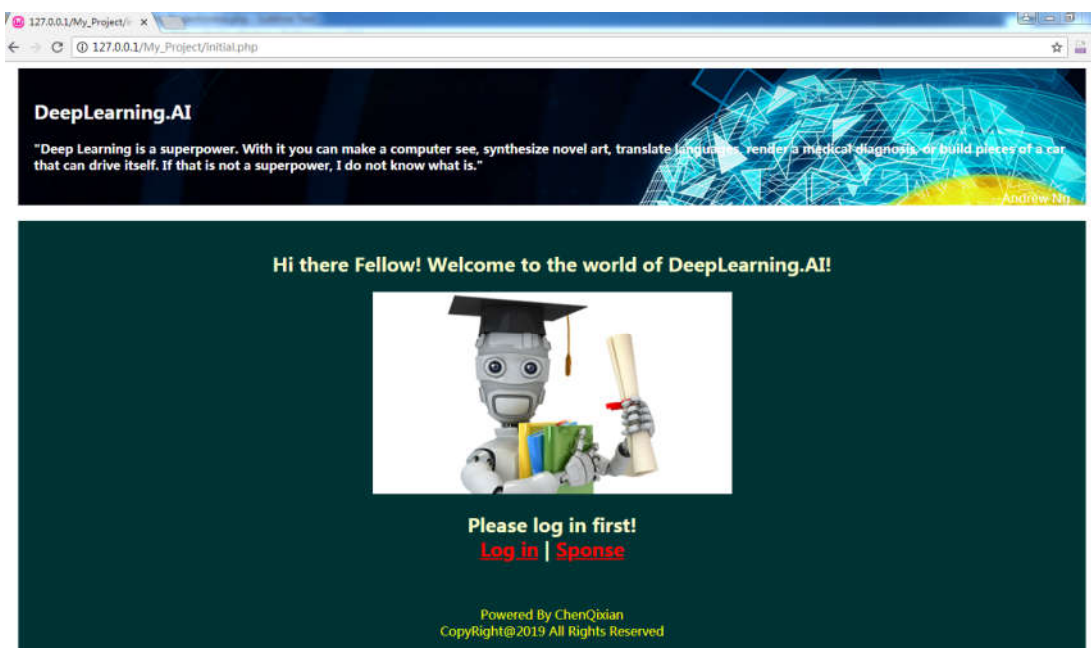 127.0.0.1/My_Project/i
127.0.0.1/My_Project/initial.php
DeepLearning.AI
"Deep Learning is a superpower. With it you can make a computer see, synthesize novel art, translate languages, render a medical diagnosis, or build pieces of a car
that can drive itself. If that is not a superpower, I do not know what is."
Andrew Ng
Hi there Fellow! Welcome to the world of DeepLearning.AI!
Please log in first!
Log in | Sponse
Powered By ChenQixian
CopyRight@2019 All Rights Reserved